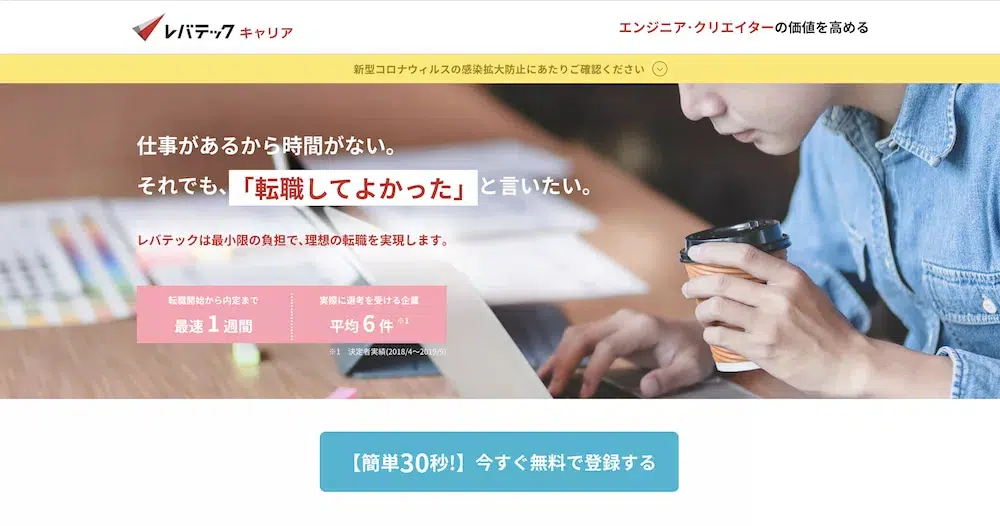 レバテック キャリア
エンジニア・クリエイターの価値を高める
新型コロナウィルスの感染拡大防止にあたりご確認ください
仕事があるから時間がない。
それでも、「転職してよかった」と言いたい。
レバテックは最小限の負担で、理想の転職を実現します。
転職開始から内定まで
最速1週間
実際に選考を受ける企業
平均6件 ※1
※1 決定者実績(2018/4〜2019/9)
【簡単30秒!】今すぐ無料で登録する